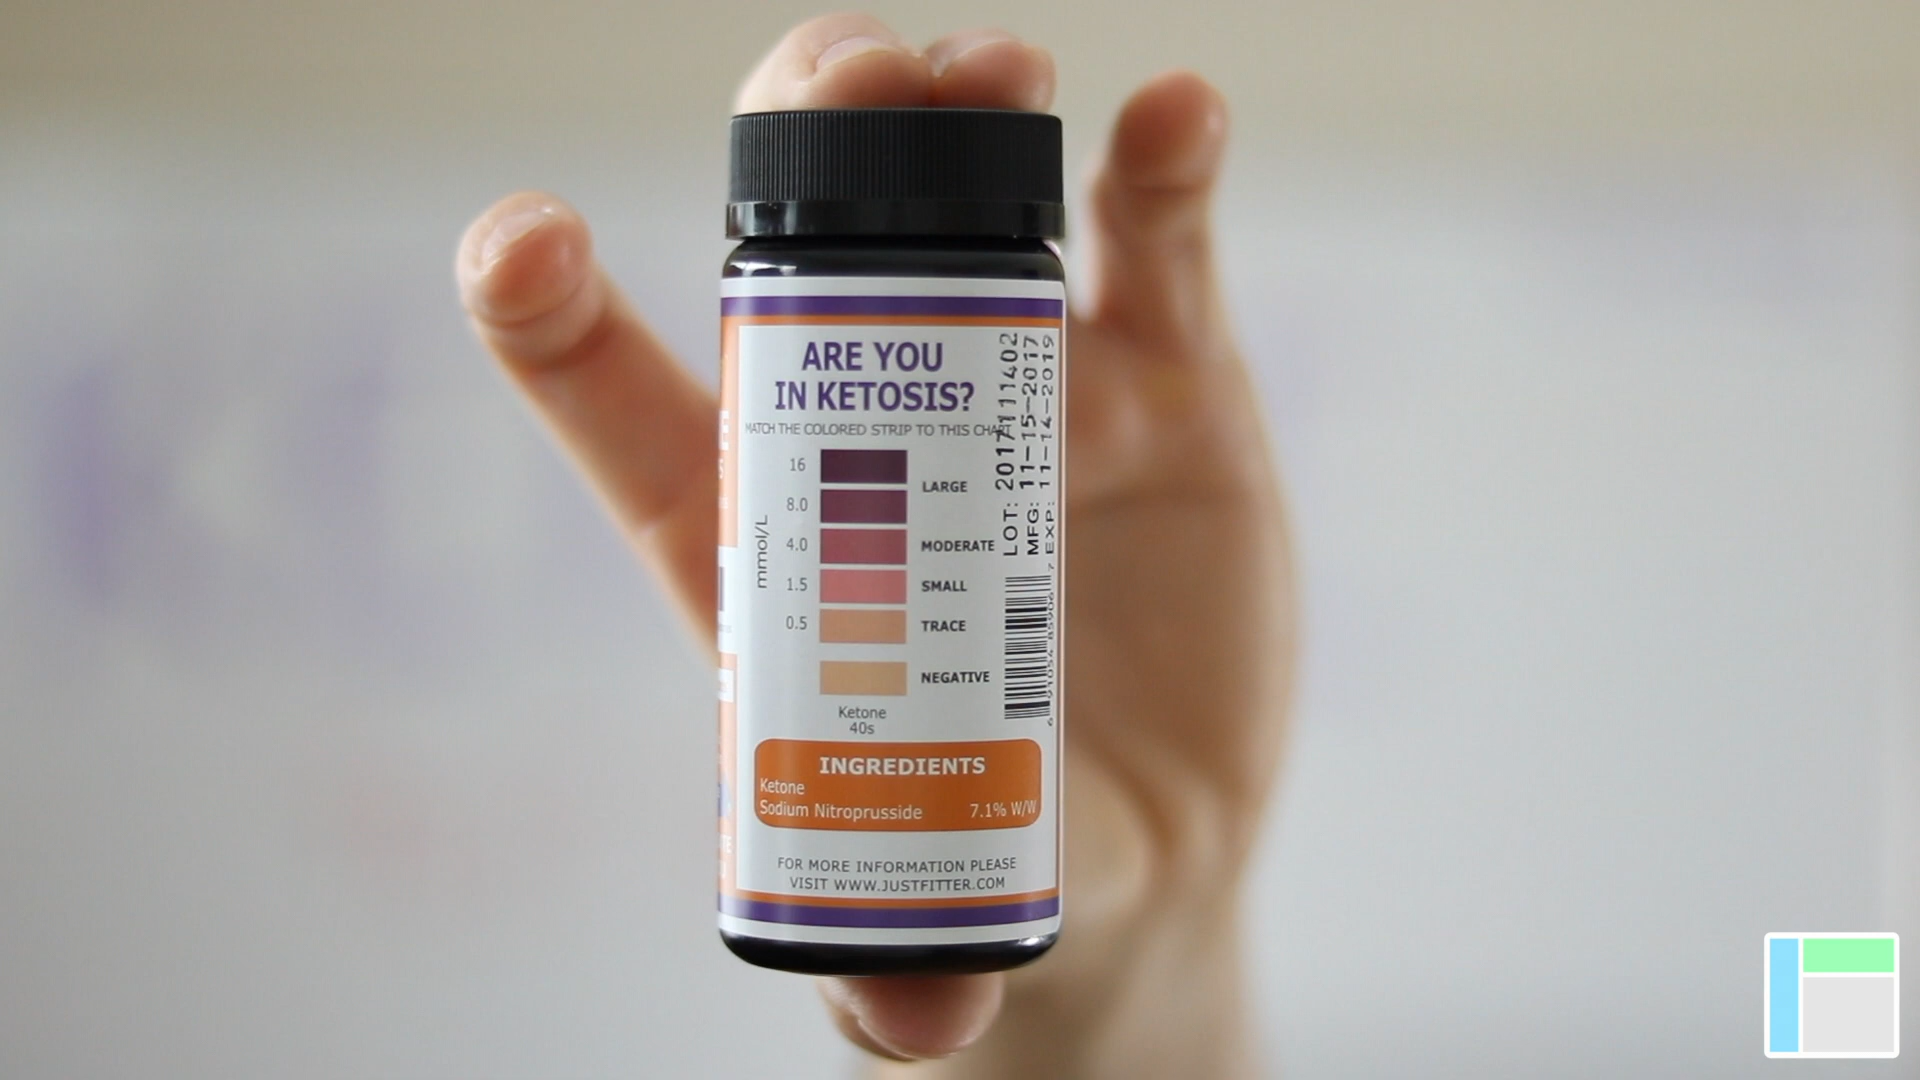 ARE YOU
IN KETOSIS?
MATCH THE COLORED STRIP TO THIS CHART
mmol/L
16
8.0 LARGE
4.0 MODERATE
1.5 SMALL
0.5 TRACE
NEGATIVE
Ketone
40s
INGREDIENTS
Ketone
Sodium Nitroprusside 7.1% W/W
FOR MORE INFORMATION PLEASE
VISIT WWW.JUSTFITTER.COM
LOT: 2017111402
MFG: 11-15-2017
EXP: 11-14-2019